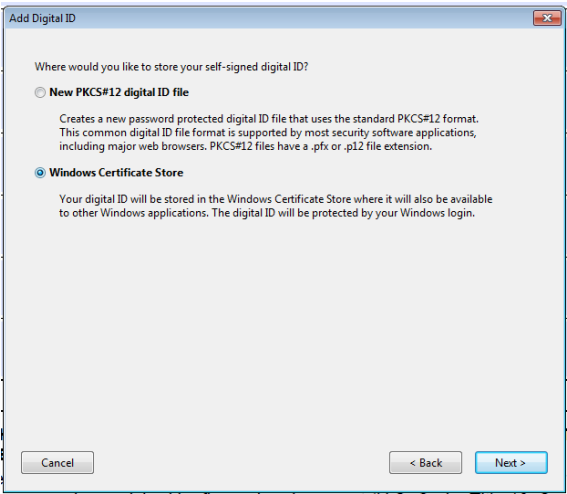 Add Digital ID
Where would you like to store your self-signed digital ID?
New PKCS#12 digital ID file
Creates a new password protected digital ID file that uses the standard PKCS#12 format.
This common digital ID file format is supported by most security software applications,
including major web browsers. PKCS#12 files have a .pfx or .p12 file extension.
Windows Certificate Store
Your digital ID will be stored in the Windows Certificate Store where it will also be available
to other Windows applications. The digital ID will be protected by your Windows login.
Cancel
< Back
Next >